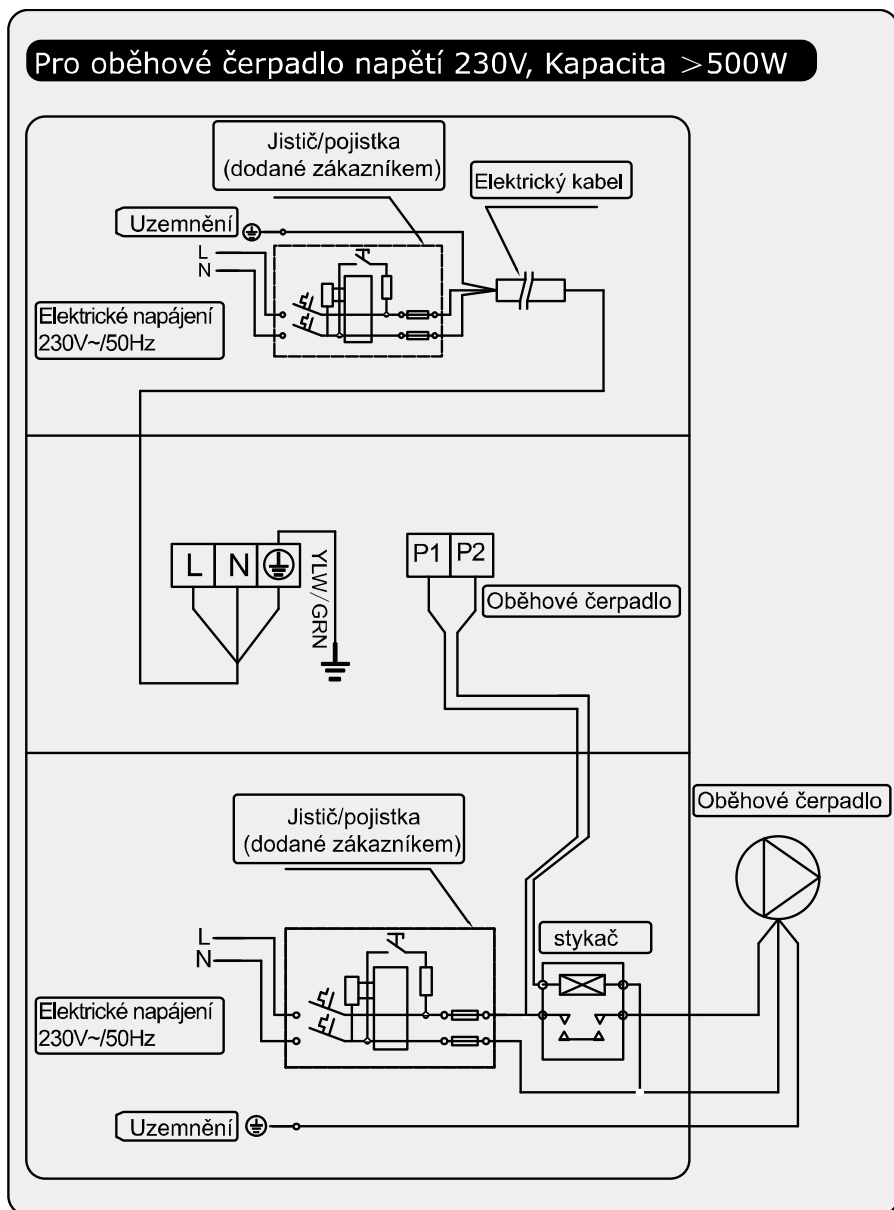 Pro oběhové čerpadlo napětí 230V, Kapacita >500W
Jistič/pojistka
(dodané zákazníkem)
Elektrický kabel
Uzemnění
L
N
Elektrické napájení
230V~/50Hz
L N
YLW/GRN
P1 P2
Oběhové čerpadlo
Jistič/pojistka
(dodané zákazníkem)
Oběhové čerpadlo
stykač
L
N
Elektrické napájení
230V~/50Hz
Uzemnění